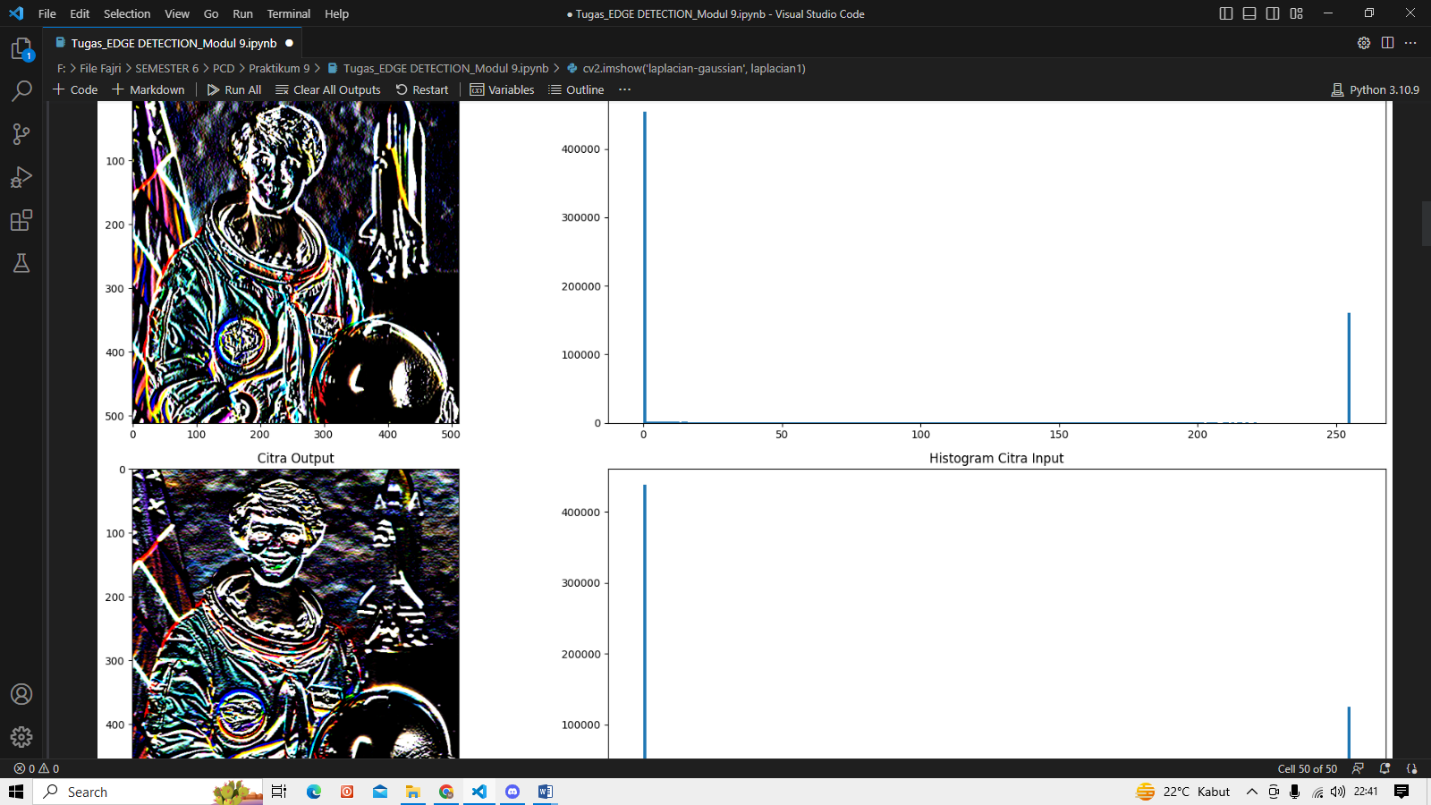 File Edit Selection View Go Run Terminal Help
● Tugas_EDGE DETECTION_Modul 9.ipynb - Visual Studio Code
Tugas_EDGE DETECTION_Modul 9.ipynb ●
1
F: > File Fajri > SEMESTER 6 > PCD > Praktikum 9 > Tugas_EDGE DETECTION_Modul 9.ipynb > cv2.imshow('laplacian-gaussian', laplacian1)
+ Code + Markdown | Run All Clear All Outputs Restart | Variables Outline ...
Python 3.10.9
100
200
300
400
500
0 100 200 300 400 500
400000
300000
200000
100000
0
0 50 100 150 200 250
Citra Output
0
100
200
300
400
Histogram Citra Input
400000
300000
200000
100000
0 0
Cell 50 of 50
Search
22°C Kabut
22:41